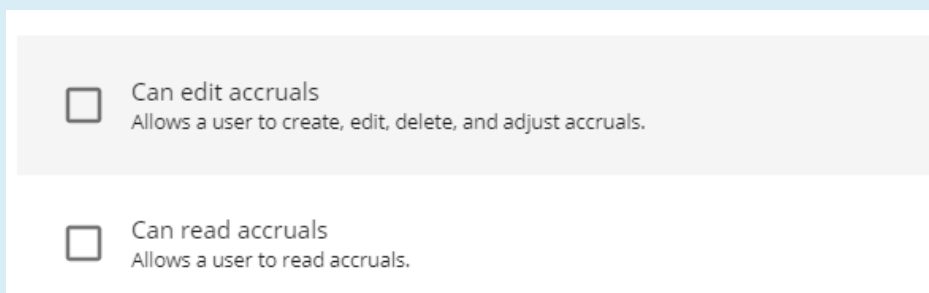 Can edit accruals
Allows a user to create, edit, delete, and adjust accruals.
Can read accruals
Allows a user to read accruals.